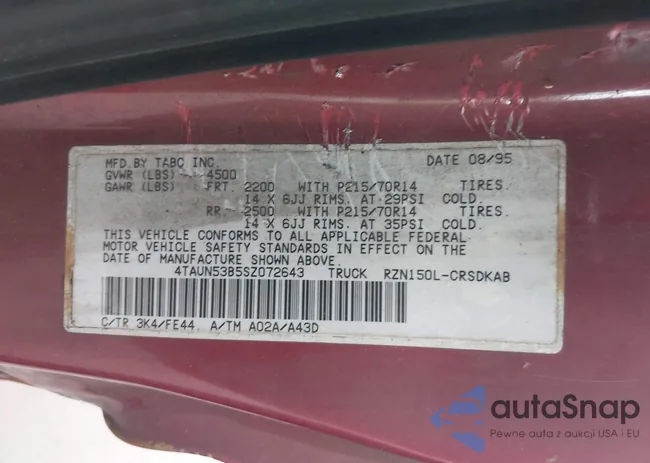 MFD.BY TABC INC. DATE 08/95
GVWR (LBS) 4500
GAWR (LBS) FRT. 2200 WITH P215/70R14 TIRES.
14 X 6JJ RIMS, AT 29PSI COLD.
RR. 2500 WITH P215/70R14 TIRES.
14 X 6JJ RIMS, AT 35PSI COLD.
THIS VEHICLE CONFORMS TO ALL APPLICABLE FEDERAL
MOTOR VEHICLE SAFETY STANDARDS IN EFFECT ON THE
DATE OF MANUFACTURE SHOWN ABOVE.
4TAUN53B5SZ072643 TRUCK RZN150L-CRSDKAB
C/TR 3K4/FE44, A/TM A02A/A43D
autaSnap
Pewne auta z aukcji USA i EU